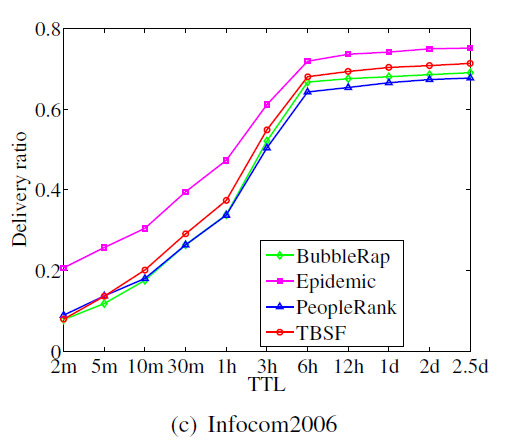 0.8
0.6
0.4
0.2
0
Delivery ratio
BubbleRap
Epidemic
PeopleRank
TBSF
2m 5m 10m 30m 1h 3h 6h 12h 1d 2d 2.5d
TTL
(c) Infocom2006